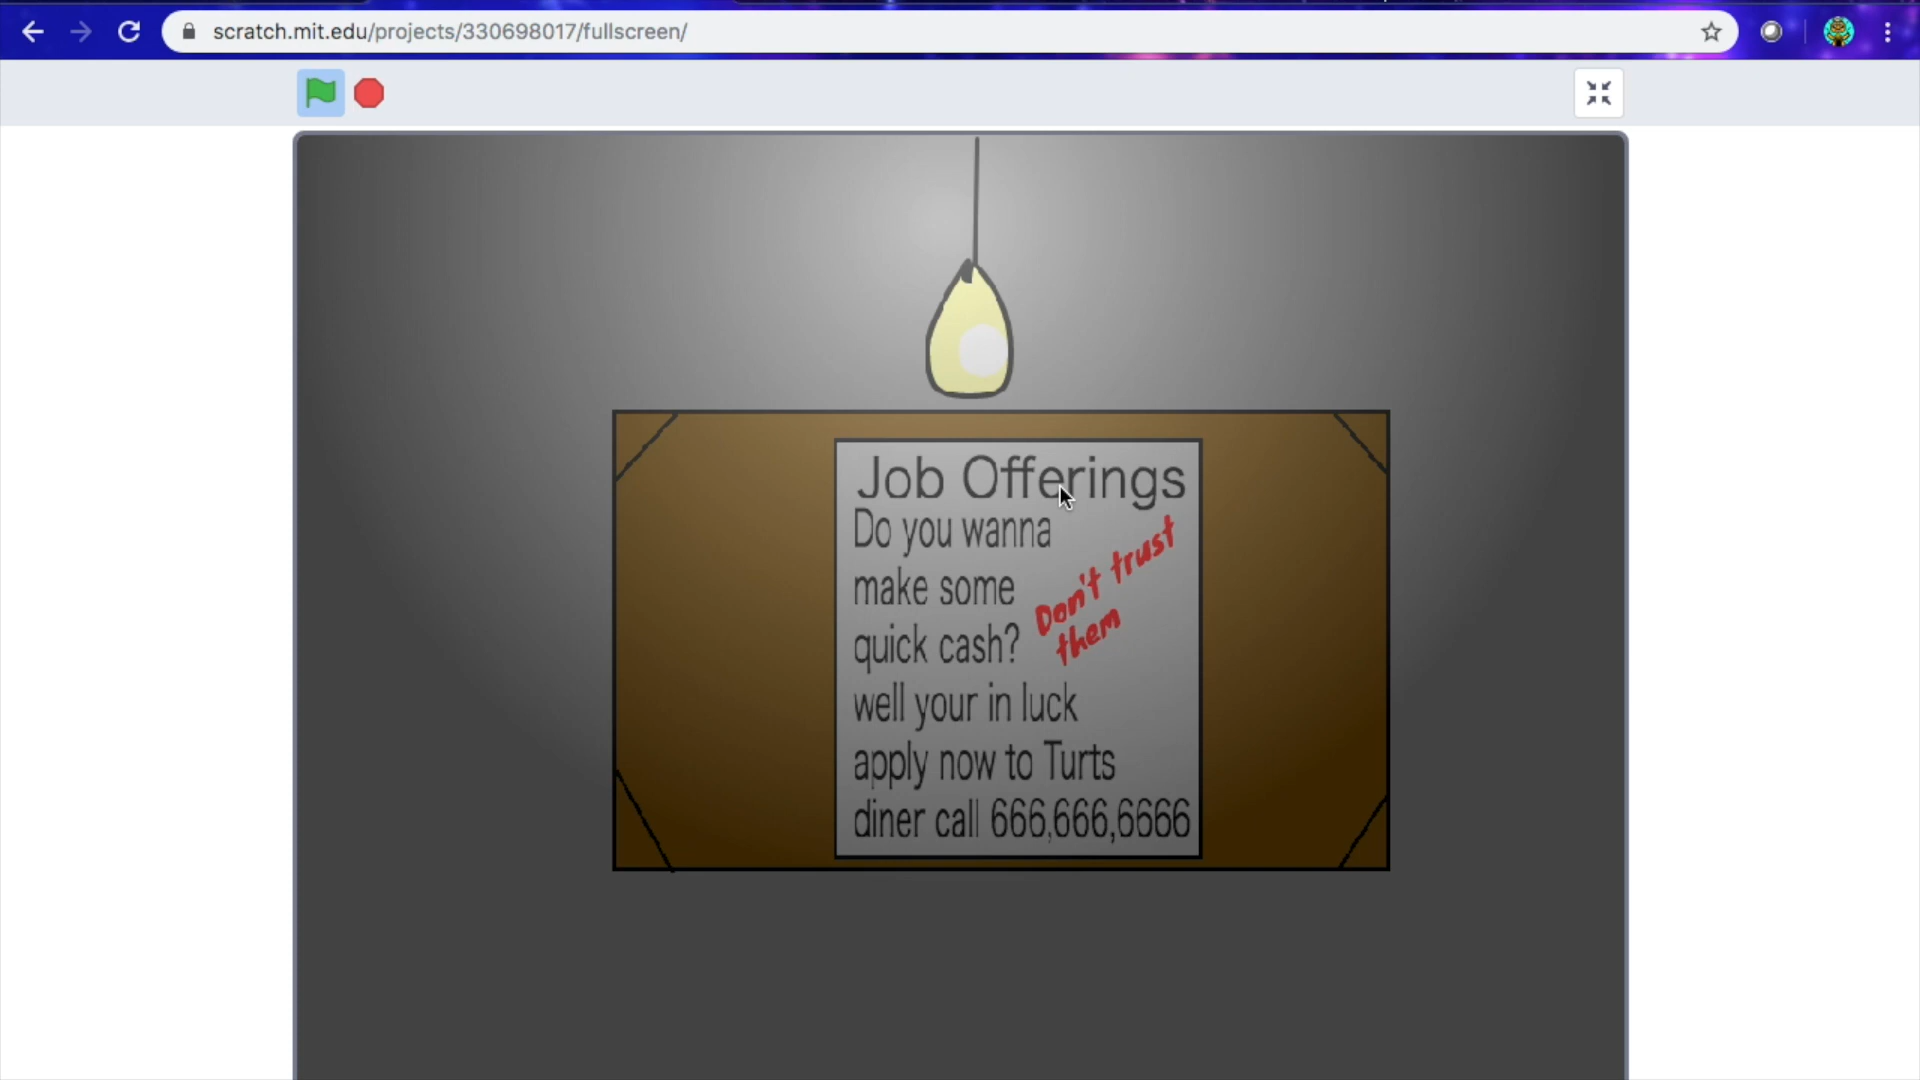 scratch.mit.edu/projects/330698017/fullscreen/
Job Offerings
Do you wanna
make some
quick cash?
well your in luck
apply now to Turts
diner call 666,666,6666
Don't trust
them